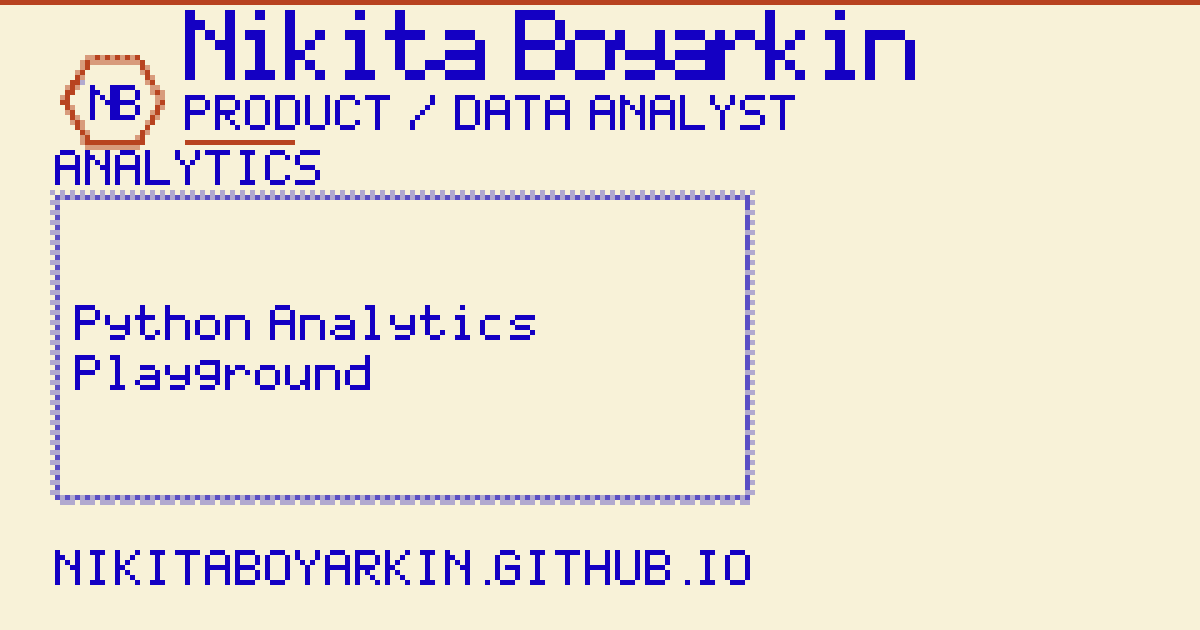 Nikita Boyarkin
NB
PRODUCT / DATA ANALYST
ANALYTICS
Python Analytics
Playground
NIKITABOYARKIN.GITHUB.IO